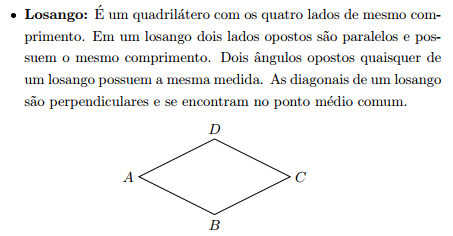 • Losango: É um quadrilátero com os quatro lados de mesmo com-
primento. Em um losango dois lados opostos são paralelos e pos-
suem o mesmo comprimento. Dois ângulos opostos quaisquer de
um losango possuem a mesma medida. As diagonais de um losango
são perpendiculares e se encontram no ponto médio comum.
D
A
C
B